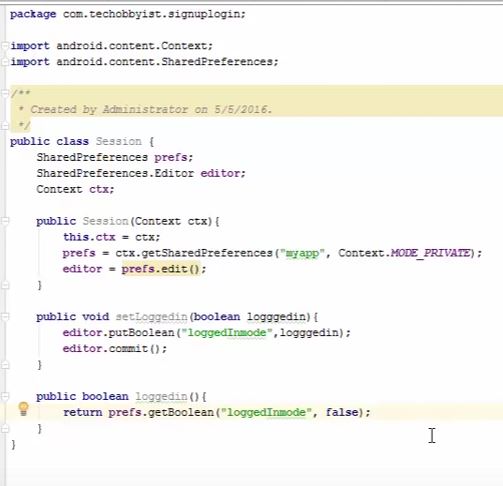 package com.techobbyist.signuplogin;
import android.content.Context;
import android.content.SharedPreferences;
/**
 * Created by Administrator on 5/5/2016.
 */
public class Session {
    SharedPreferences prefs;
    SharedPreferences.Editor editor;
    Context ctx;
    public Session(Context ctx){
        this.ctx = ctx;
        prefs = ctx.getSharedPreferences("myapp", Context.MODE_PRIVATE);
        editor = prefs.edit();
    }
    public void setLoggedin(boolean logggedin){
        editor.putBoolean("loggedInmode",logggedin);
        editor.commit();
    }
    public boolean loggedin(){
        return prefs.getBoolean("loggedInmode", false);
    }
}